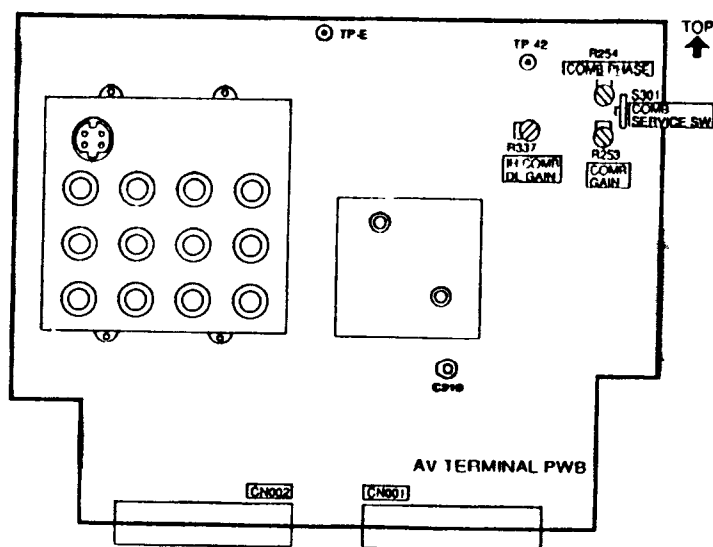 TP-E
TOP
TP 42
R254
COMB PHASE
S301
COMB
SERVICE SW
R337
1H COMB
DL GAIN
R253
COMB
GAIN
AV TERMINAL PWB
CN002
CN001